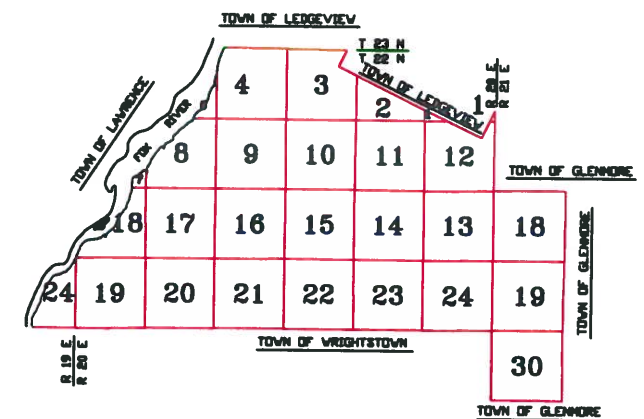 TOWN OF LEDGEVIEW
T 23 N
T 22 N
TOWN OF LEDGEVIEW
R 20 E
R 21 E
TOWN OF LAWRENCE
FOX RIVER
4 3 2 1 1
8 9 10 11 12
TOWN OF GLENMORE
18 17 16 15 14 13 18
TOWN OF GLENMORE
24 19 20 21 22 23 24 19
R 19 E
R 20 E
TOWN OF WRIGHTSTOWN
30
TOWN OF GLENMORE